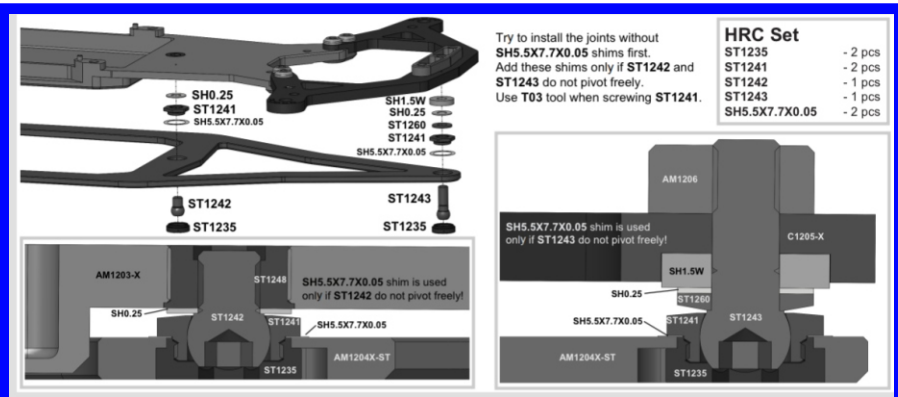 Try to install the joints without
SH5.5X7.7X0.05 shims first.
Add these shims only if ST1242 and
ST1243 do not pivot freely.
Use T03 tool when screwing ST1241.
HRC Set
ST1235 - 2 pcs
ST1241 - 2 pcs
ST1242 - 1 pcs
ST1243 - 1 pcs
SH5.5X7.7X0.05 - 2 pcs
SH0.25
ST1241
SH5.5X7.7X0.05
SH1.5W
SH0.25
ST1260
ST1241
SH5.5X7.7X0.05
ST1242
ST1235
ST1243
ST1235
AM1203-X
ST1248
SH5.5X7.7X0.05 shim is used
only if ST1242 do not pivot freely!
SH0.25
ST1242
ST1241
SH5.5X7.7X0.05
AM1204X-ST
ST1235
AM1206
SH5.5X7.7X0.05 shim is used
only if ST1243 do not pivot freely!
C1205-X
SH1.5W
SH0.25
ST1260
SH5.5X7.7X0.05
ST1241
ST1243
AM1204X-ST
ST1235